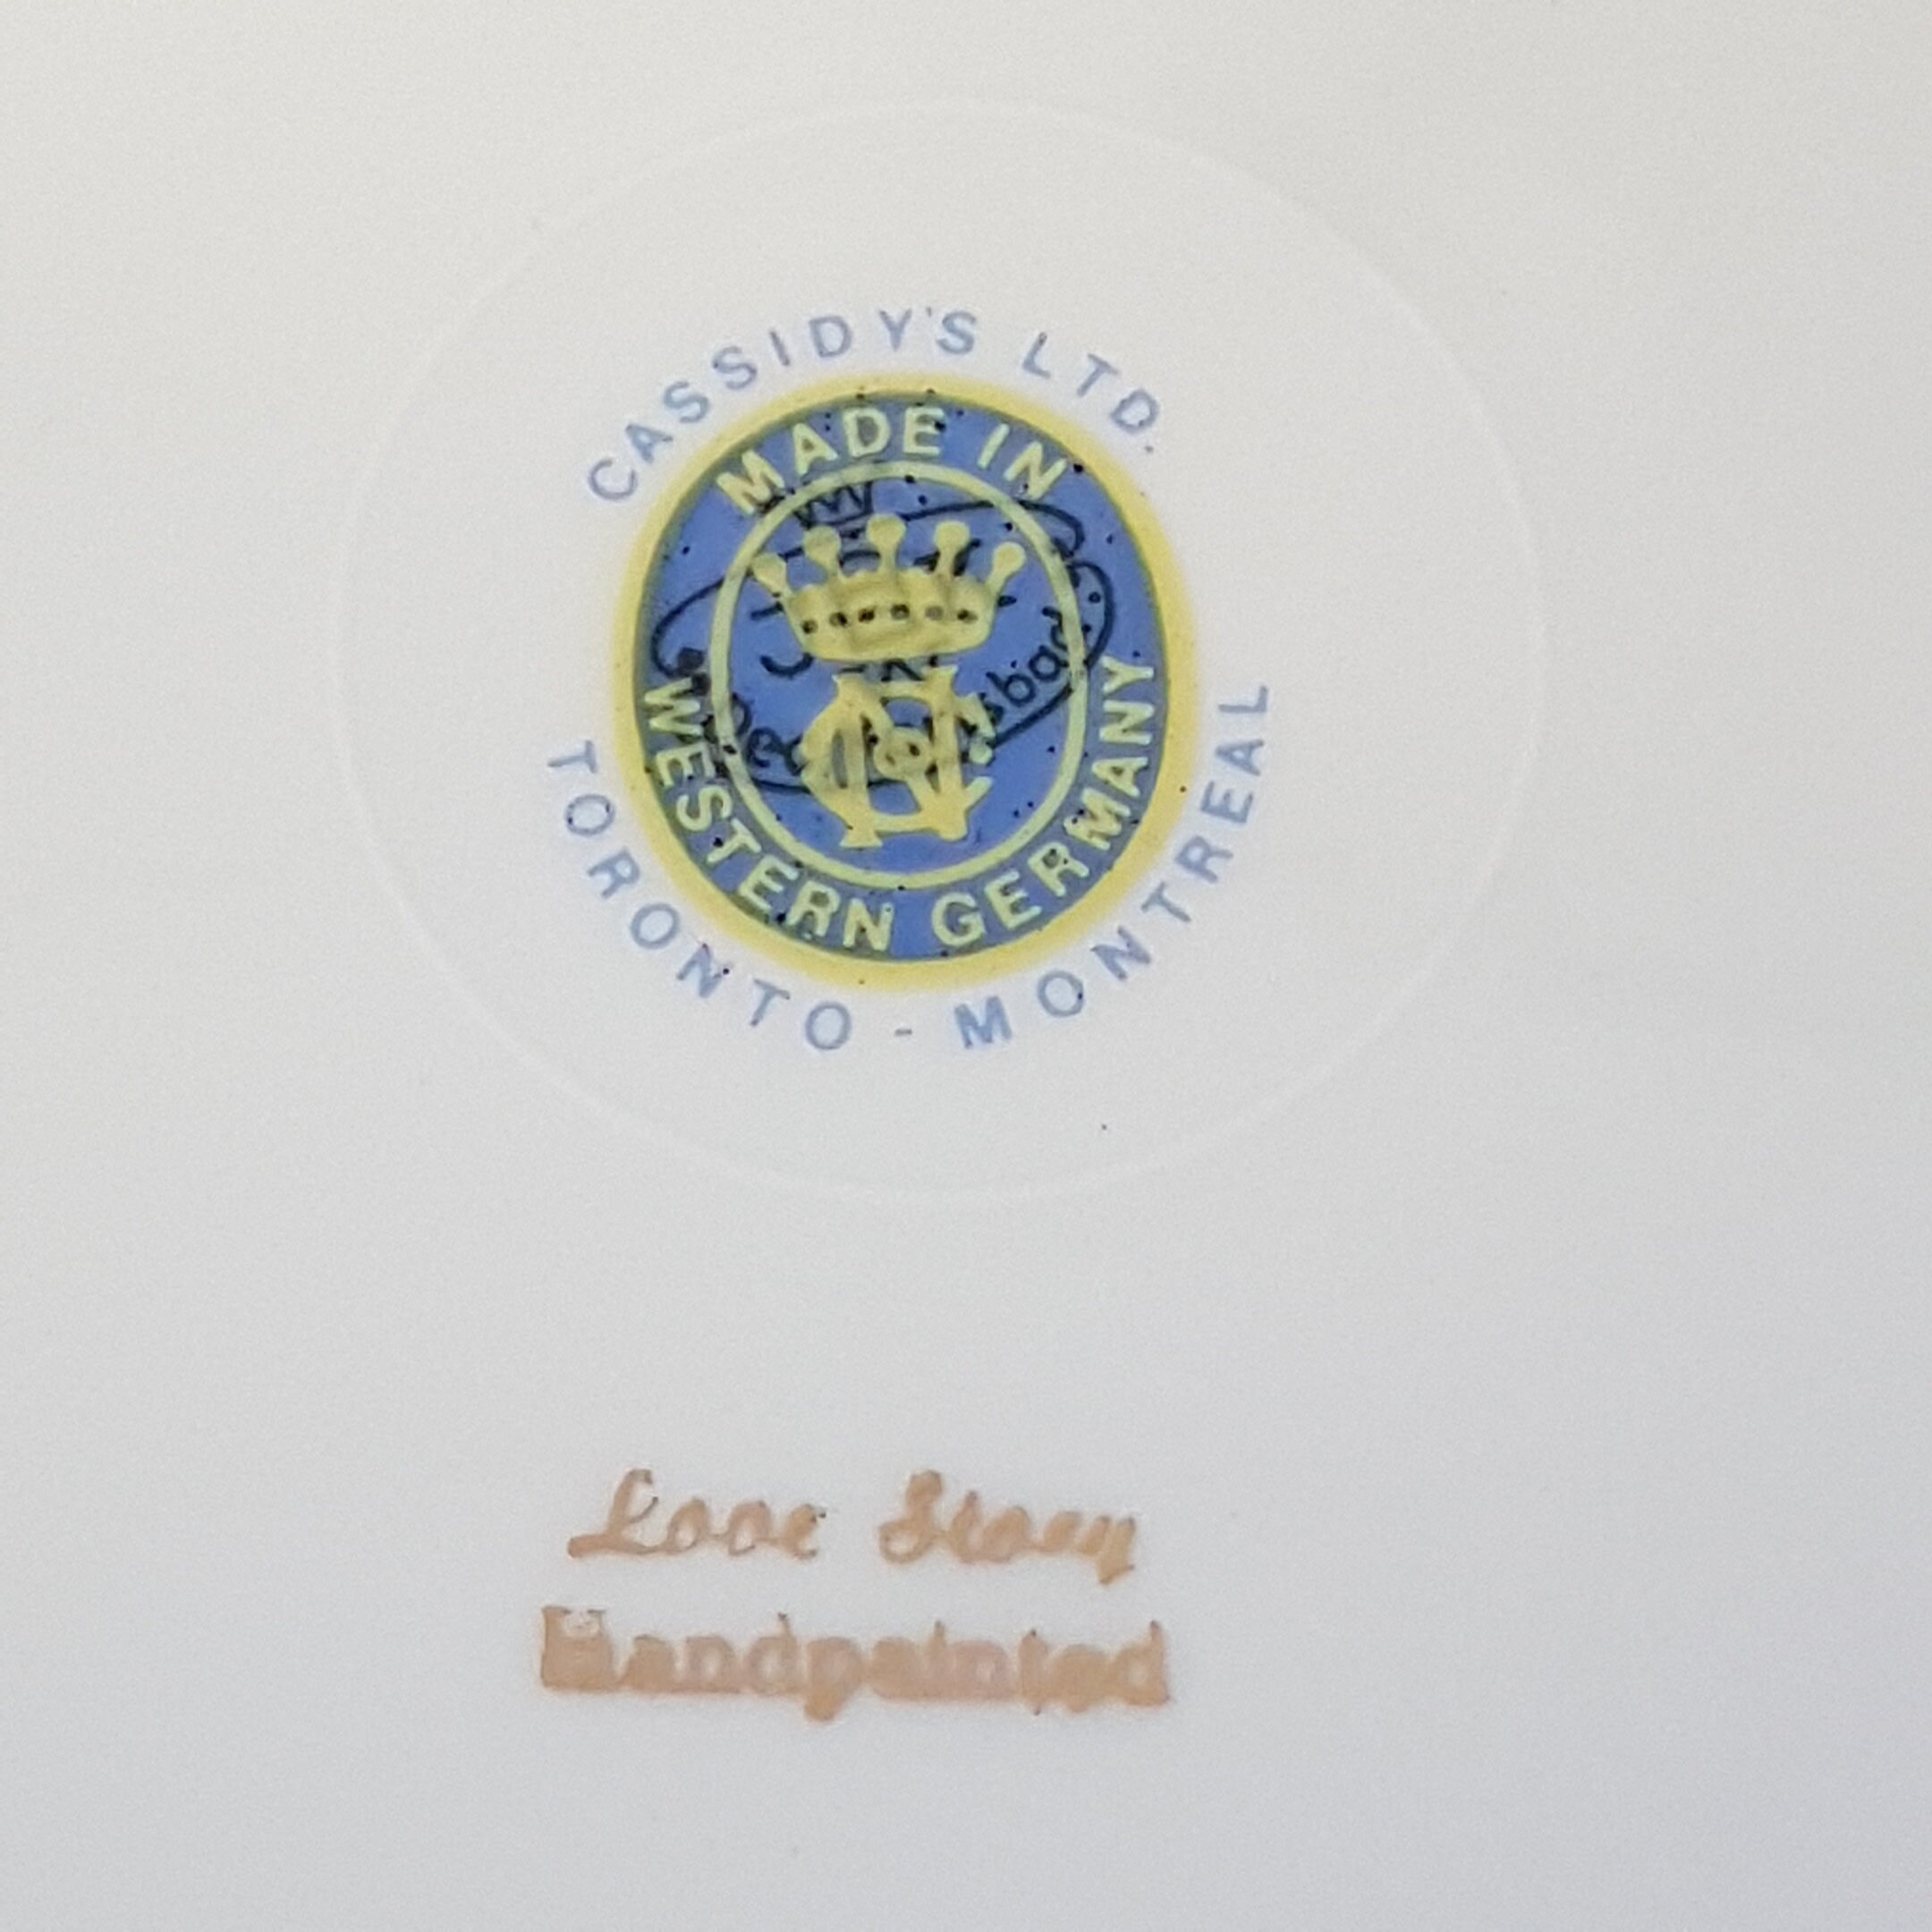 CASSIDY'S LTD.
MADE IN
WESTERN GERMANY
TORONTO - MONTREAL
Love Story
Handpainted